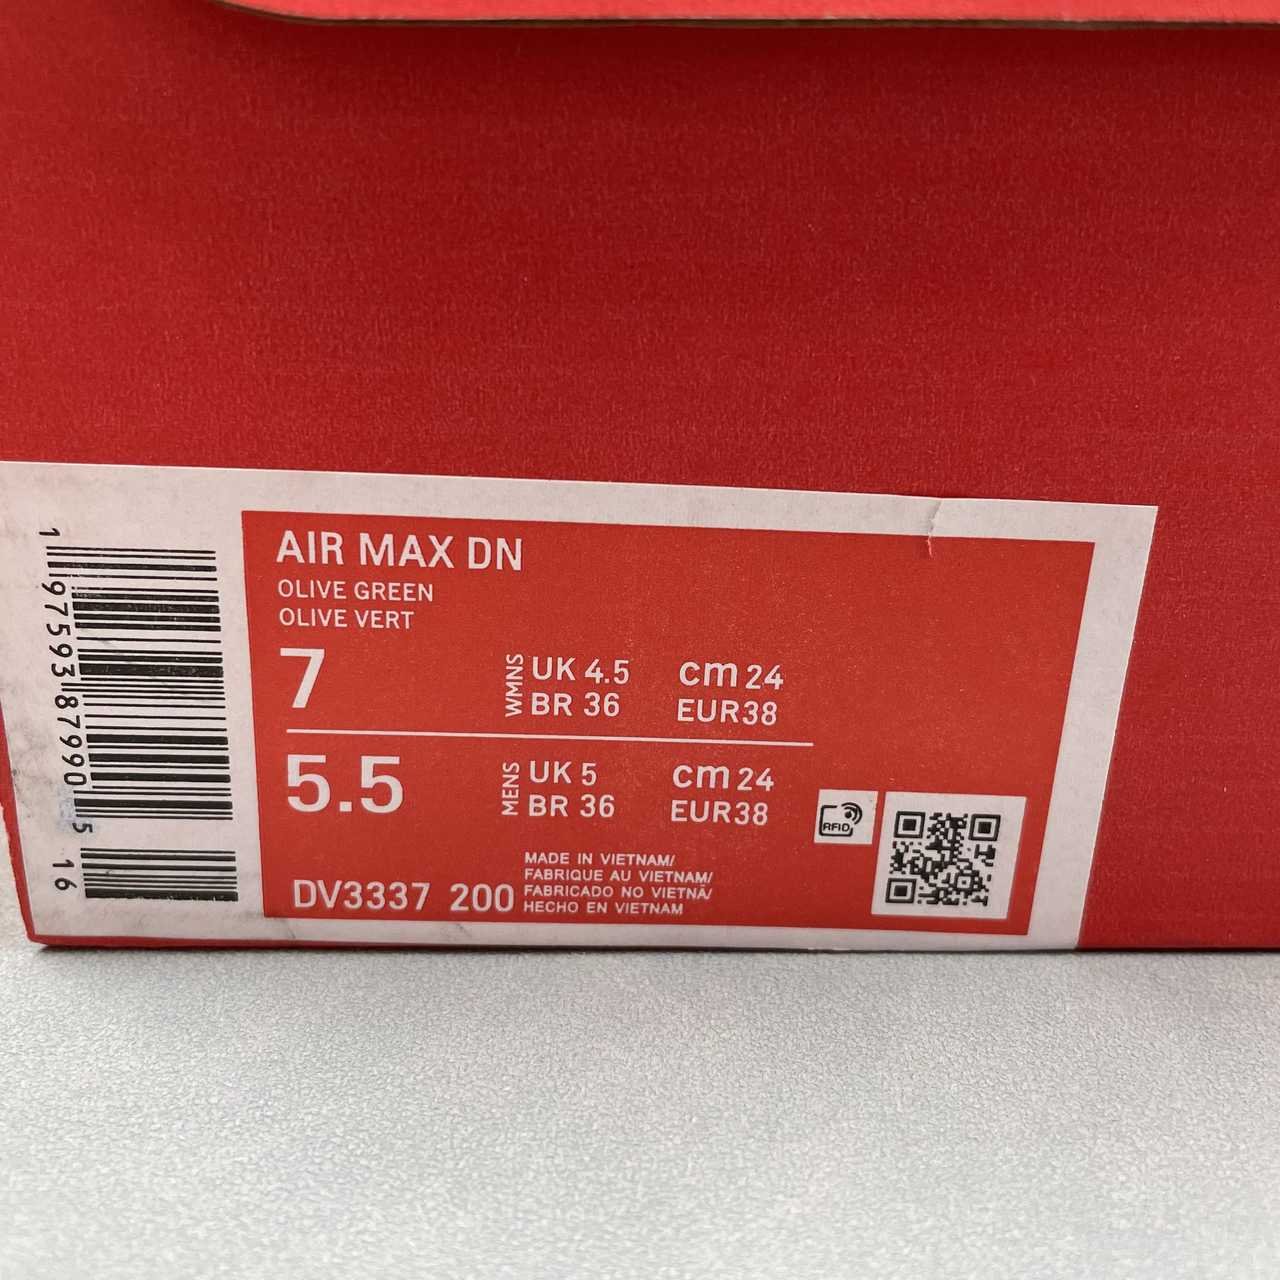 AIR MAX DN
OLIVE GREEN
OLIVE VERT
7
WMNS
UK 4.5 cm 24
BR 36 EUR38
5.5
MENS
UK 5 cm 24
BR 36 EUR38
RFID
DV3337 200
MADE IN VIETNAM/
FABRIQUE AU VIETNAM/
FABRICADO NO VIETNÃ/
HECHO EN VIETNAM
1 97593 87990 5
16